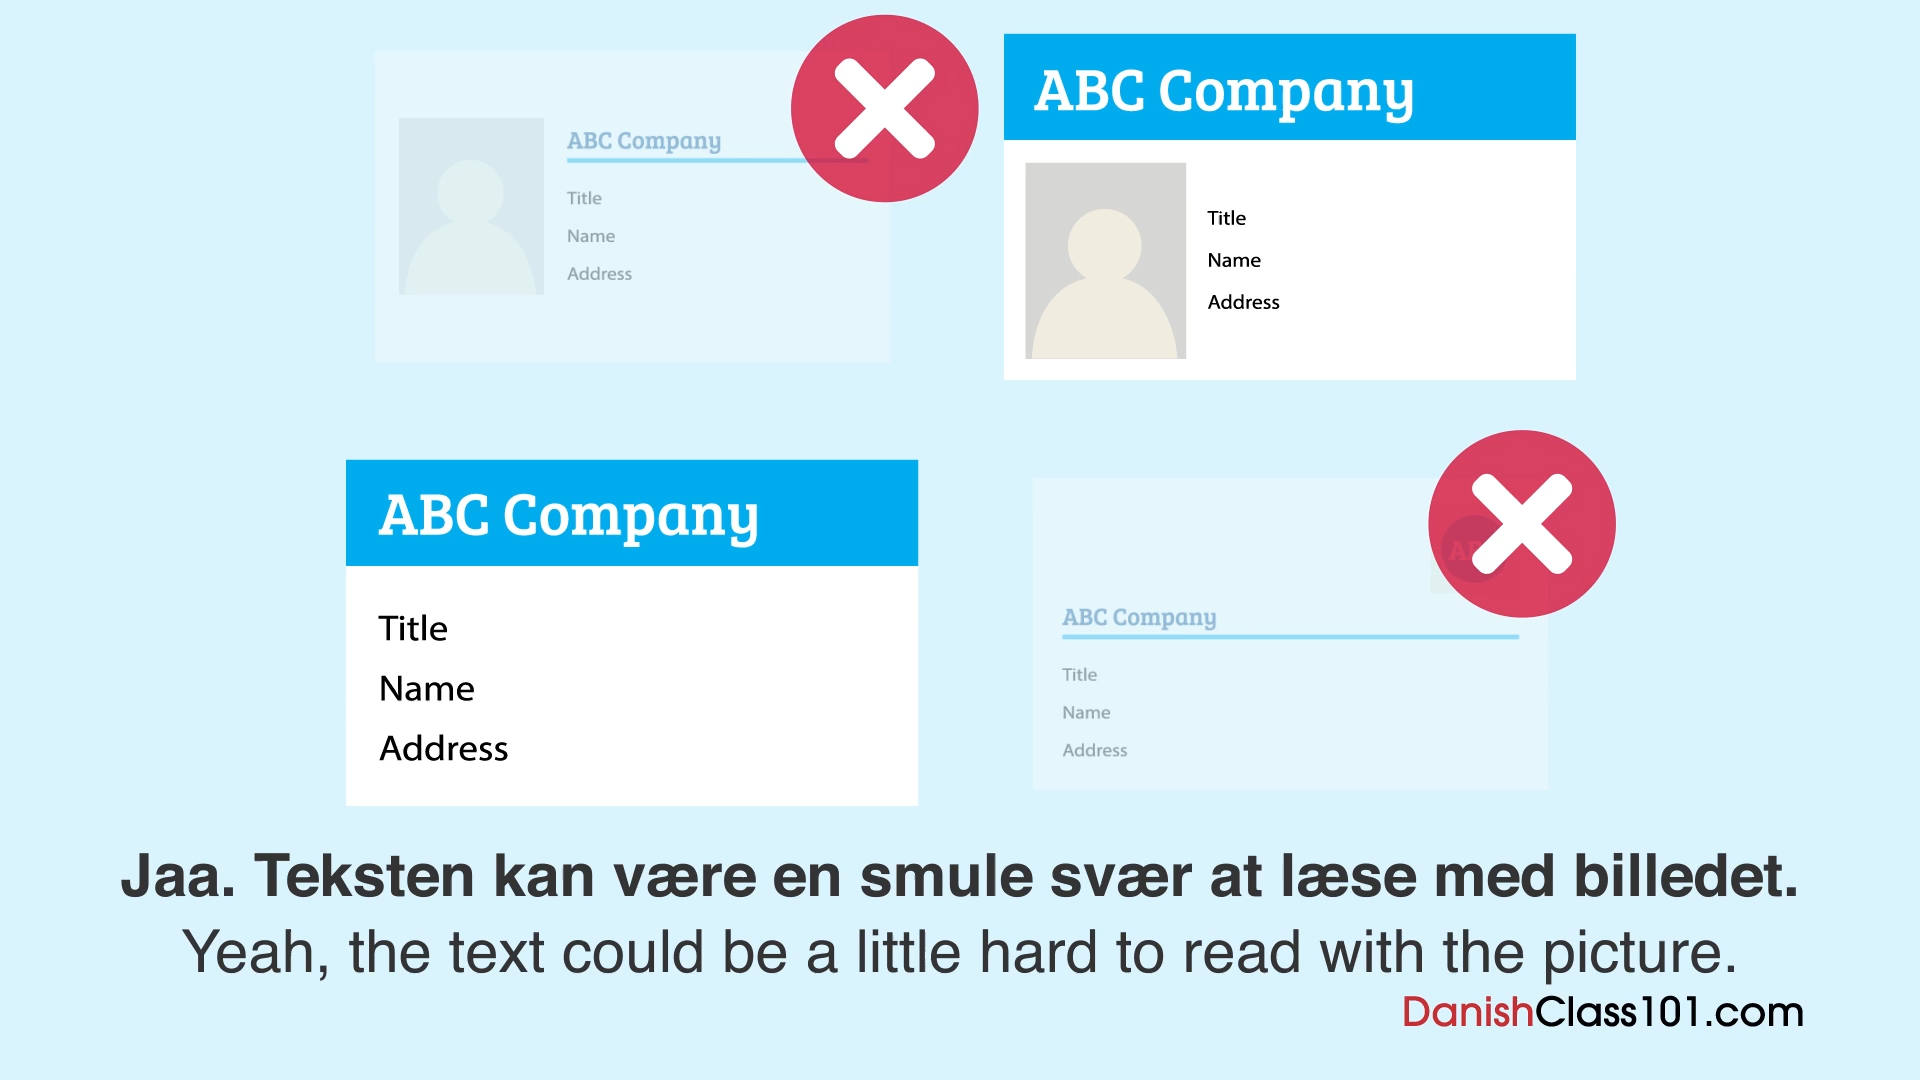 ABC Company
Title
Name
Address
ABC Company
Title
Name
Address
ABC Company
Title
Name
Address
ABC Company
Title
Name
Address
Jaa. Teksten kan være en smule svær at læse med billedet.
Yeah, the text could be a little hard to read with the picture.
DanishClass101.com